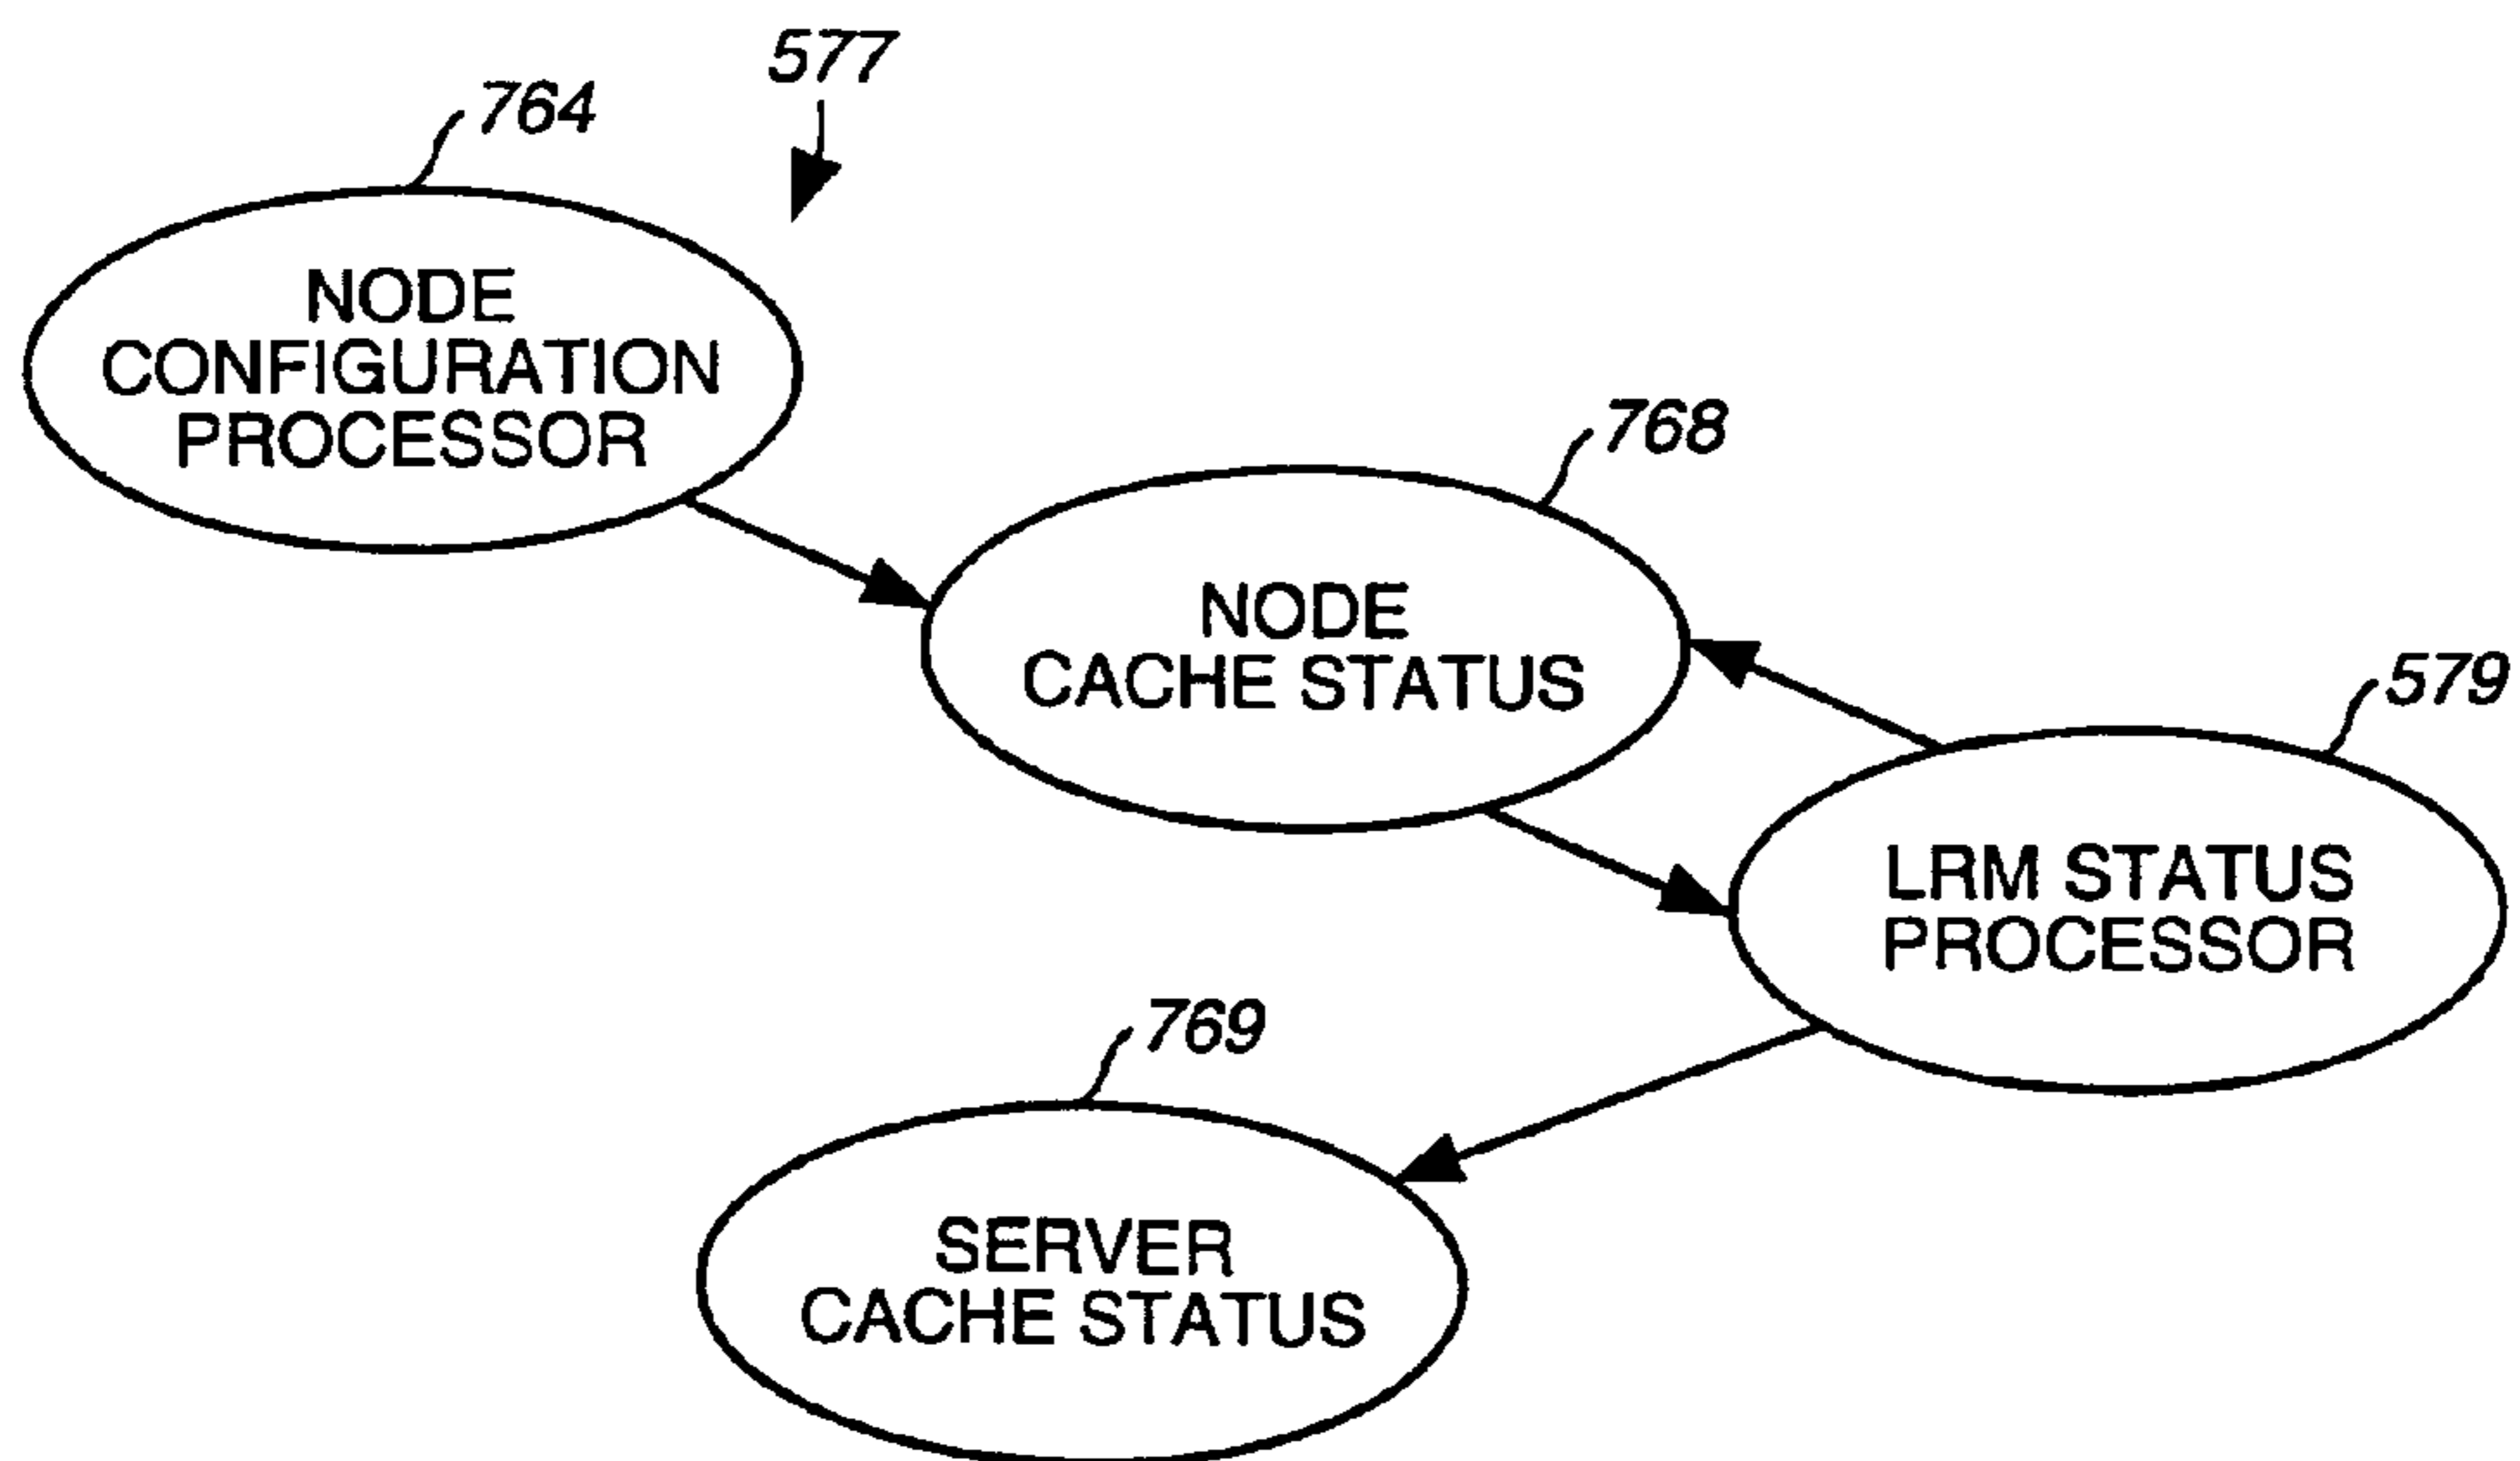 577
764
NODE
CONFIGURATION
PROCESSOR
768
NODE
CACHE STATUS
579
LRM STATUS
PROCESSOR
769
SERVER
CACHE STATUS